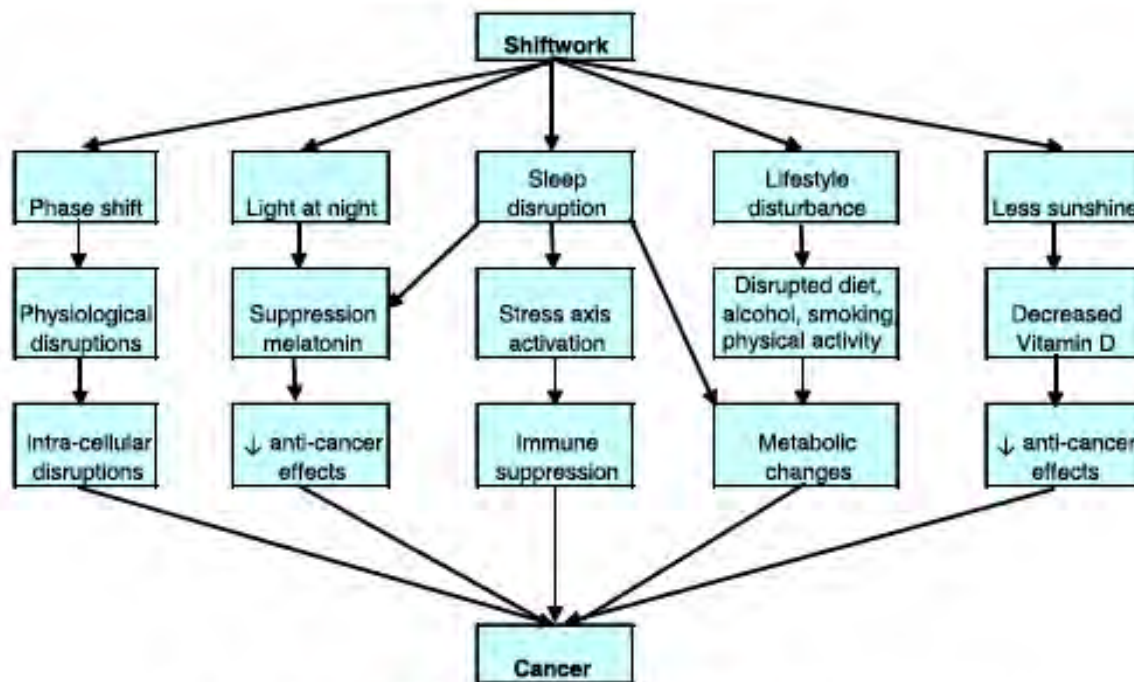 Shiftwork
Phase shift
Light at night
Sleep
disruption
Lifestyle
disturbance
Less sunshine
Physiological
disruptions
Suppression
melatonin
Stress axis
activation
Disrupted diet,
alcohol, smoking,
physical activity
Decreased
Vitamin D
Intra-cellular
disruptions
↓ anti-cancer
effects
Immune
suppression
Metabolic
changes
↓ anti-cancer
effects
Cancer